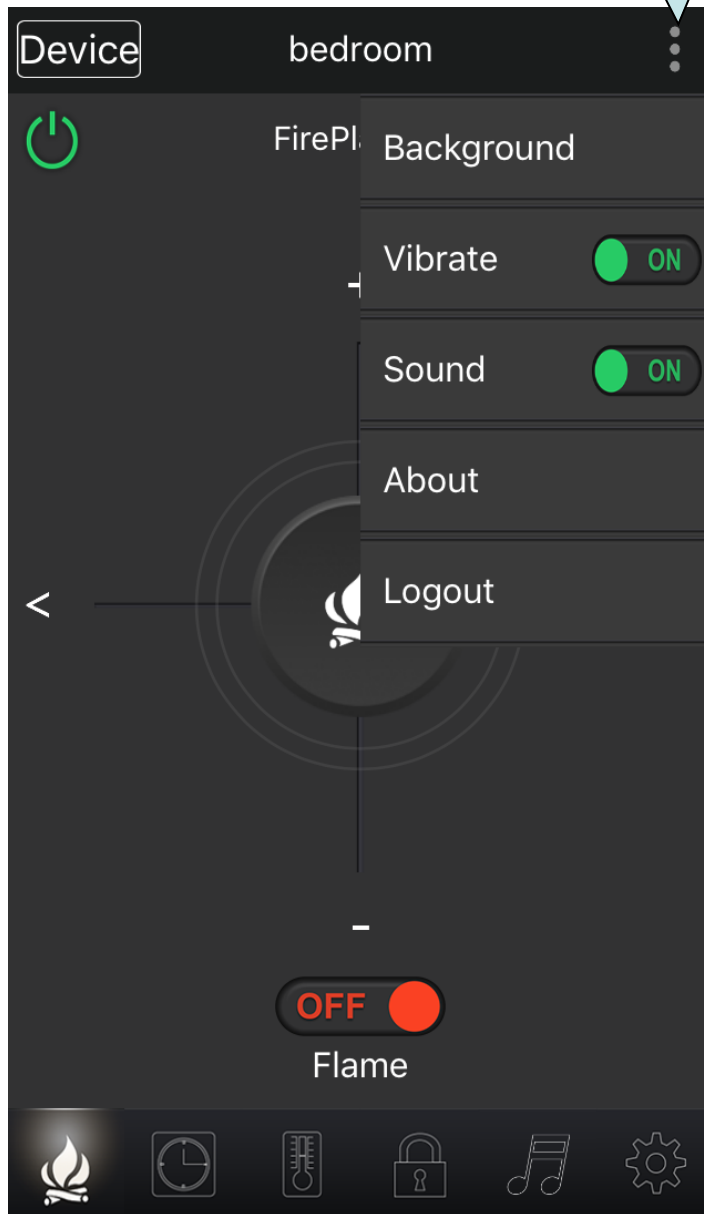 Device bedroom
FirePl
Background
+
Vibrate ON
Sound ON
About
<
Logout
-
OFF
Flame